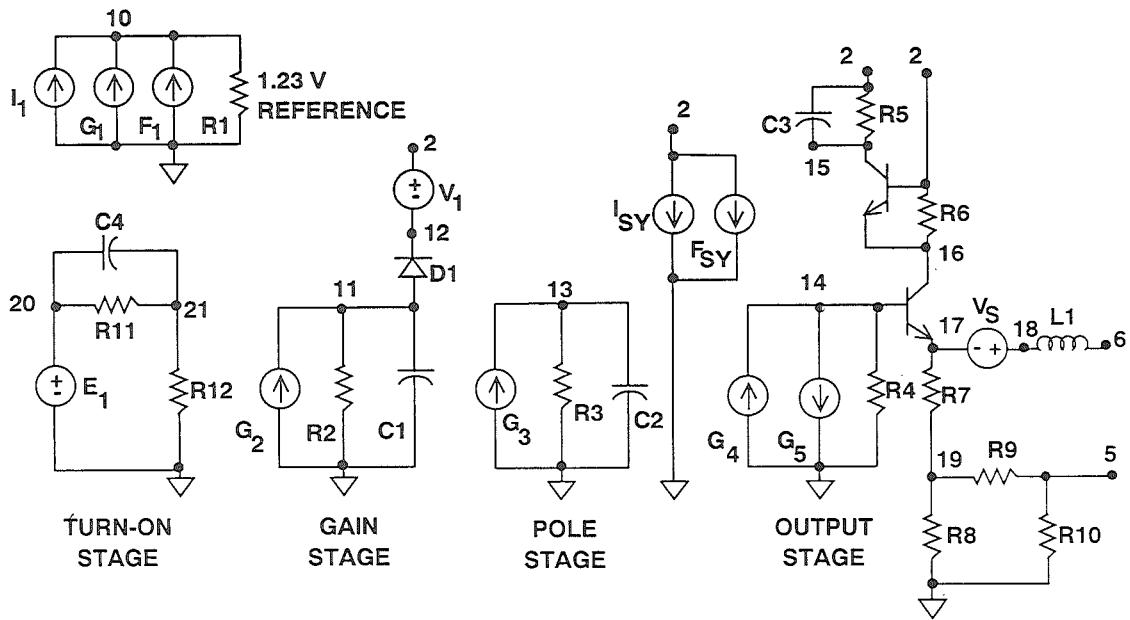 10
I1
G1
F1
R1
1.23 V
REFERENCE
2
V1
12
D1
C4
20
R11
21
E1
R12
TURN-ON
STAGE
11
G2
R2
C1
GAIN
STAGE
13
G3
R3
C2
POLE
STAGE
2
ISY
FSY
2
2
C3
R5
15
R6
16
14
17
VS
18
L1
6
G4
G5
R4
R7
19
R9
5
R8
R10
OUTPUT
STAGE